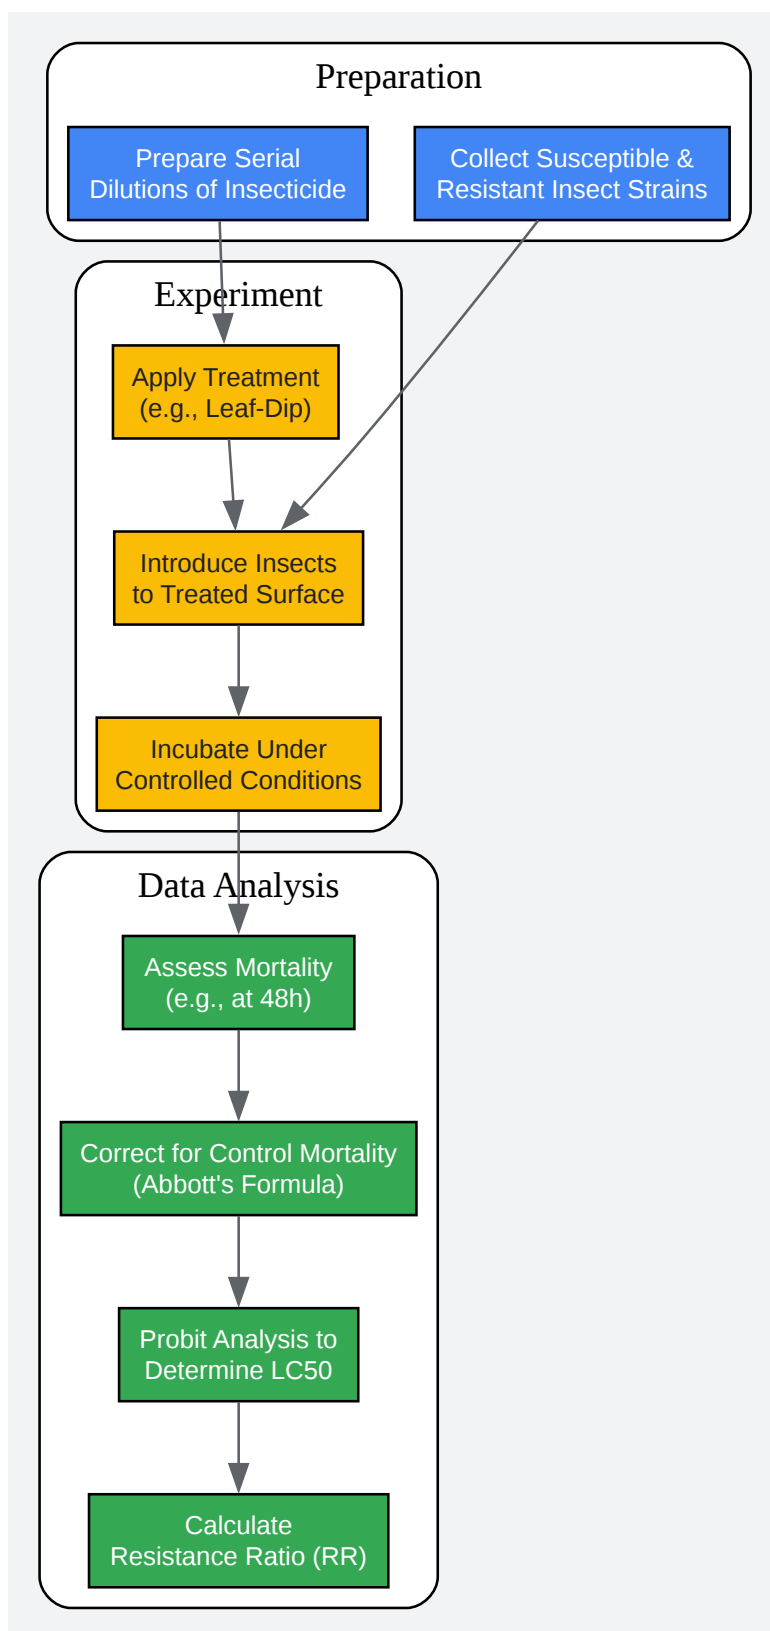 Preparation
Prepare Serial
Dilutions of Insecticide
Collect Susceptible &
Resistant Insect Strains
Experiment
Apply Treatment
(e.g., Leaf-Dip)
Introduce Insects
to Treated Surface
Incubate Under
Controlled Conditions
Data Analysis
Assess Mortality
(e.g., at 48h)
Correct for Control Mortality
(Abbott's Formula)
Probit Analysis to
Determine LC50
Calculate
Resistance Ratio (RR)